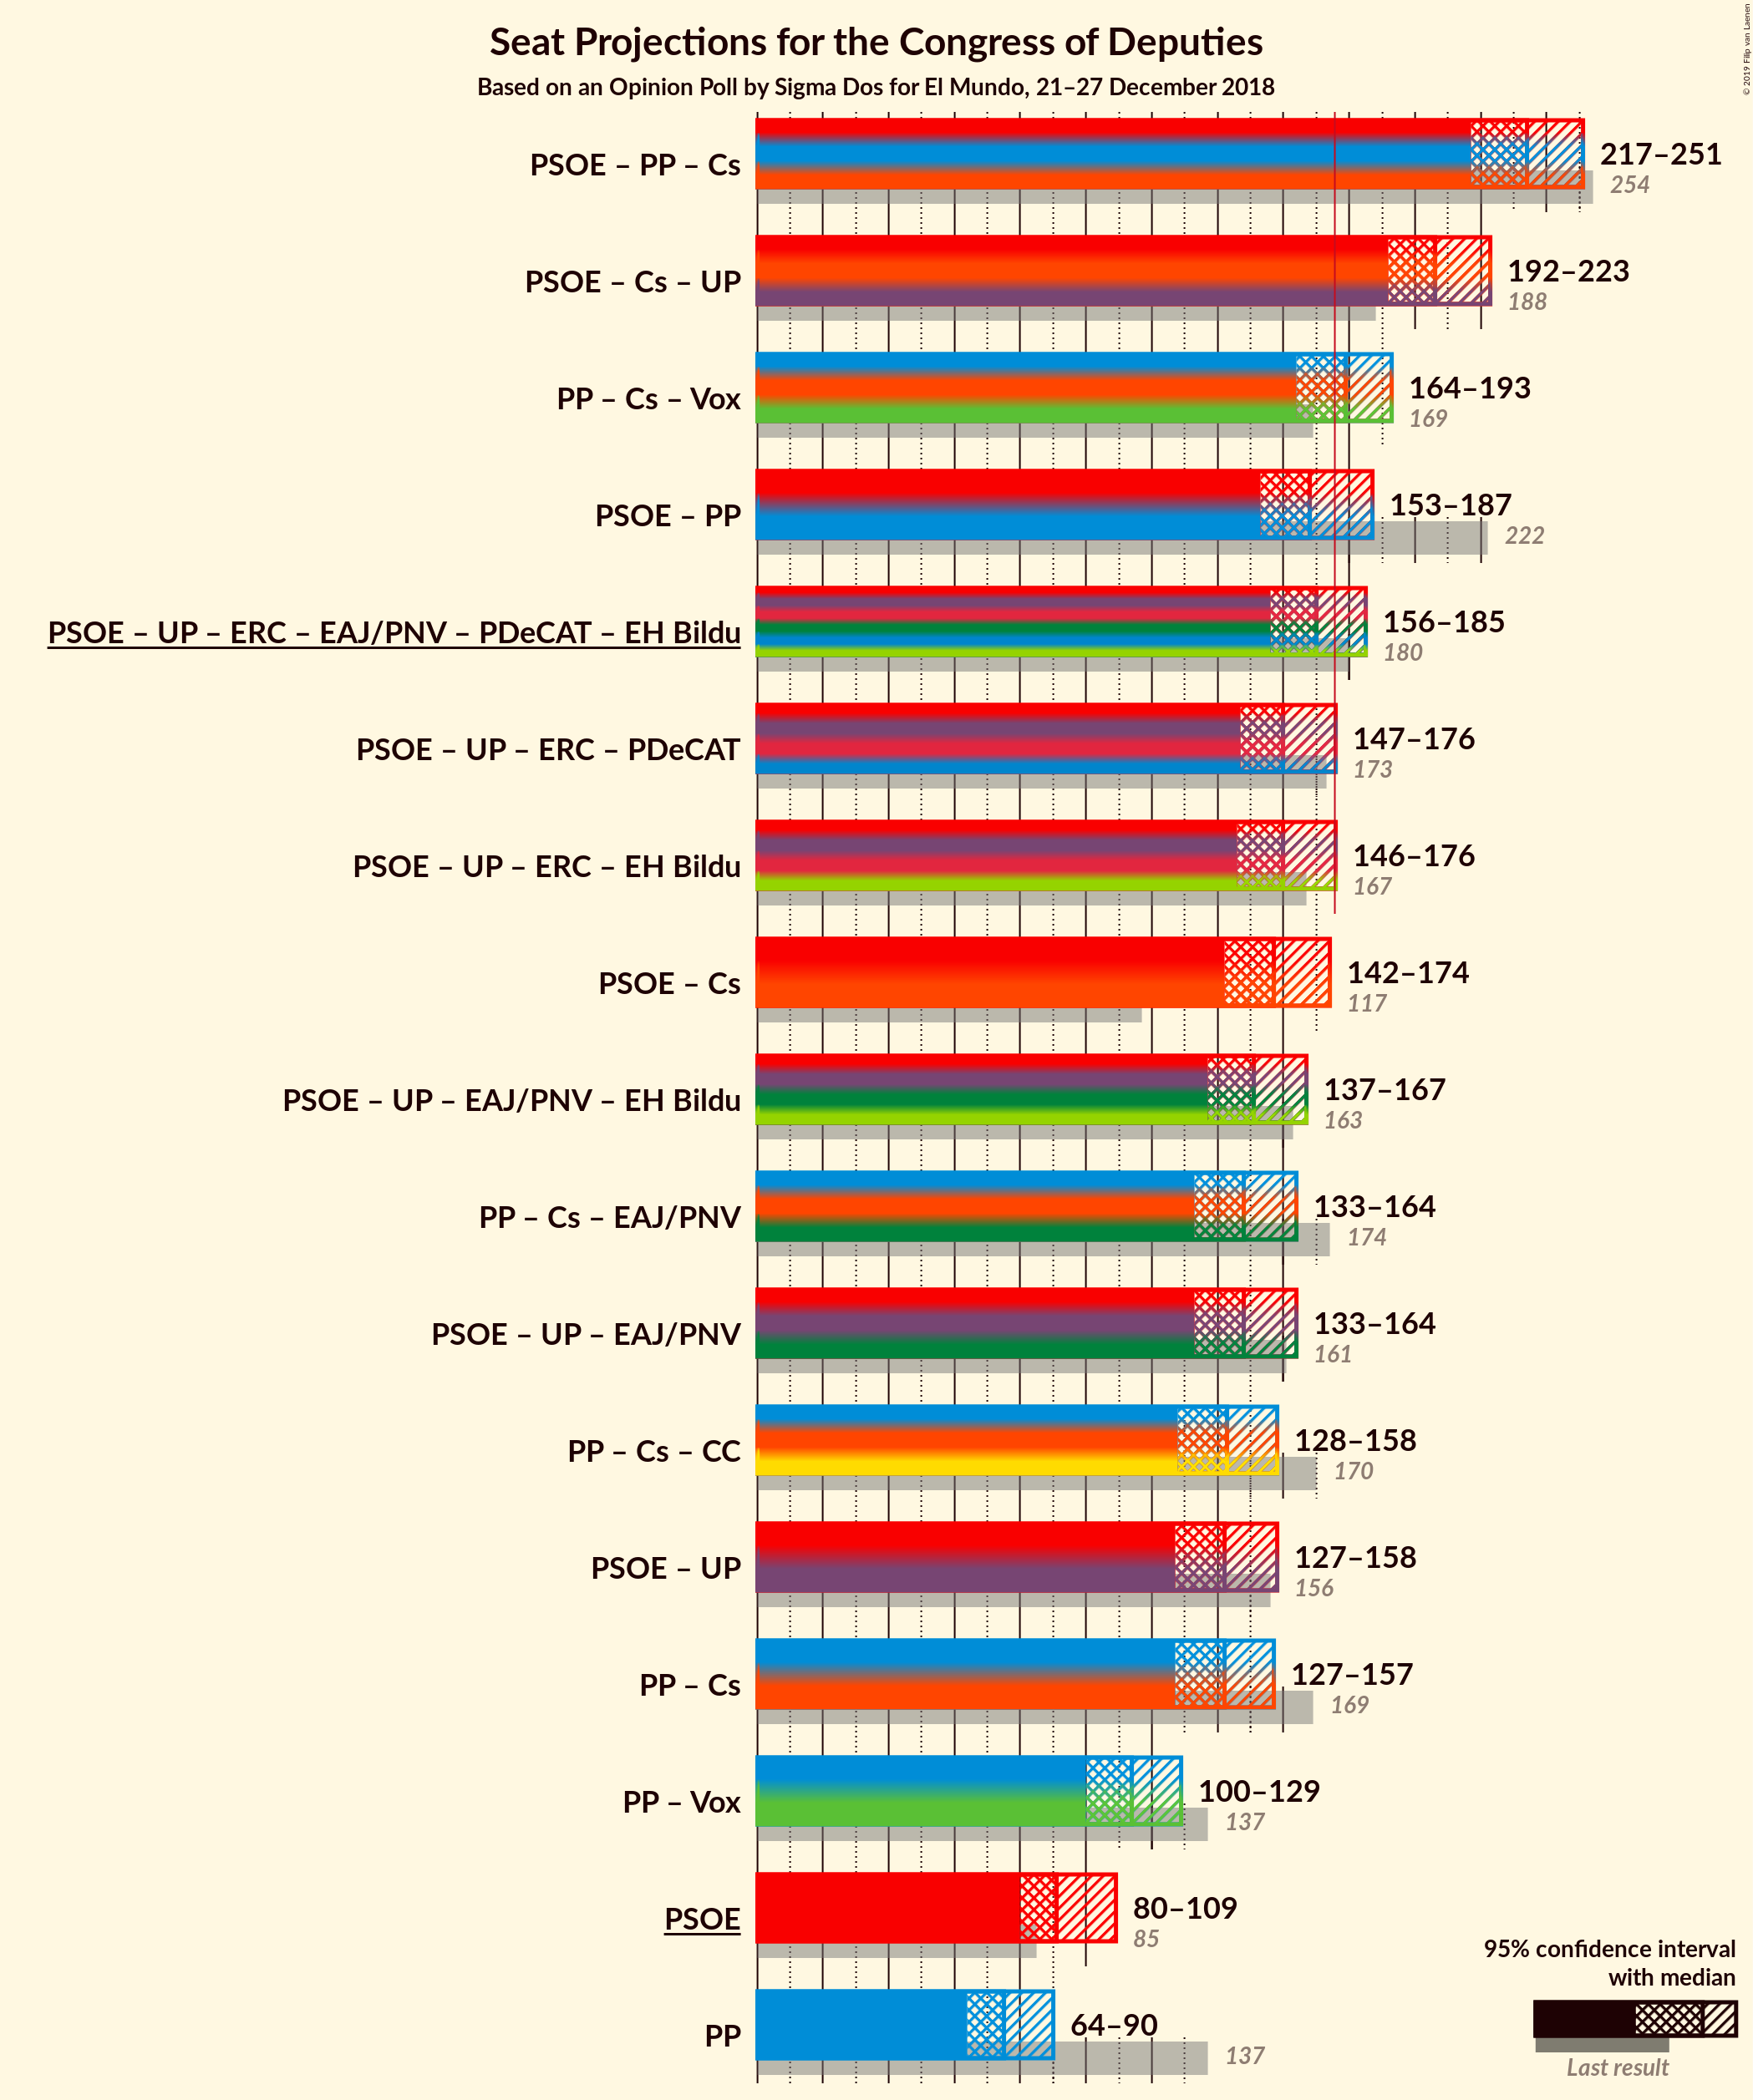 Seat Projections for the Congress of Deputies
Based on an Opinion Poll by Sigma Dos for El Mundo, 21–27 December 2018
© 2019 Filip van Laenen
PSOE – PP – Cs
217–251
254
PSOE – Cs – UP
192–223
188
PP – Cs – Vox
164–193
169
PSOE – PP
153–187
222
PSOE – UP – ERC – EAJ/PNV – PDeCAT – EH Bildu
156–185
180
PSOE – UP – ERC – PDeCAT
147–176
173
PSOE – UP – ERC – EH Bildu
146–176
167
PSOE – Cs
142–174
117
PSOE – UP – EAJ/PNV – EH Bildu
137–167
163
PP – Cs – EAJ/PNV
133–164
174
PSOE – UP – EAJ/PNV
133–164
161
PP – Cs – CC
128–158
170
PSOE – UP
127–158
156
PP – Cs
127–157
169
PP – Vox
100–129
137
PSOE
80–109
85
PP
64–90
137
95% confidence interval
with median
Last result